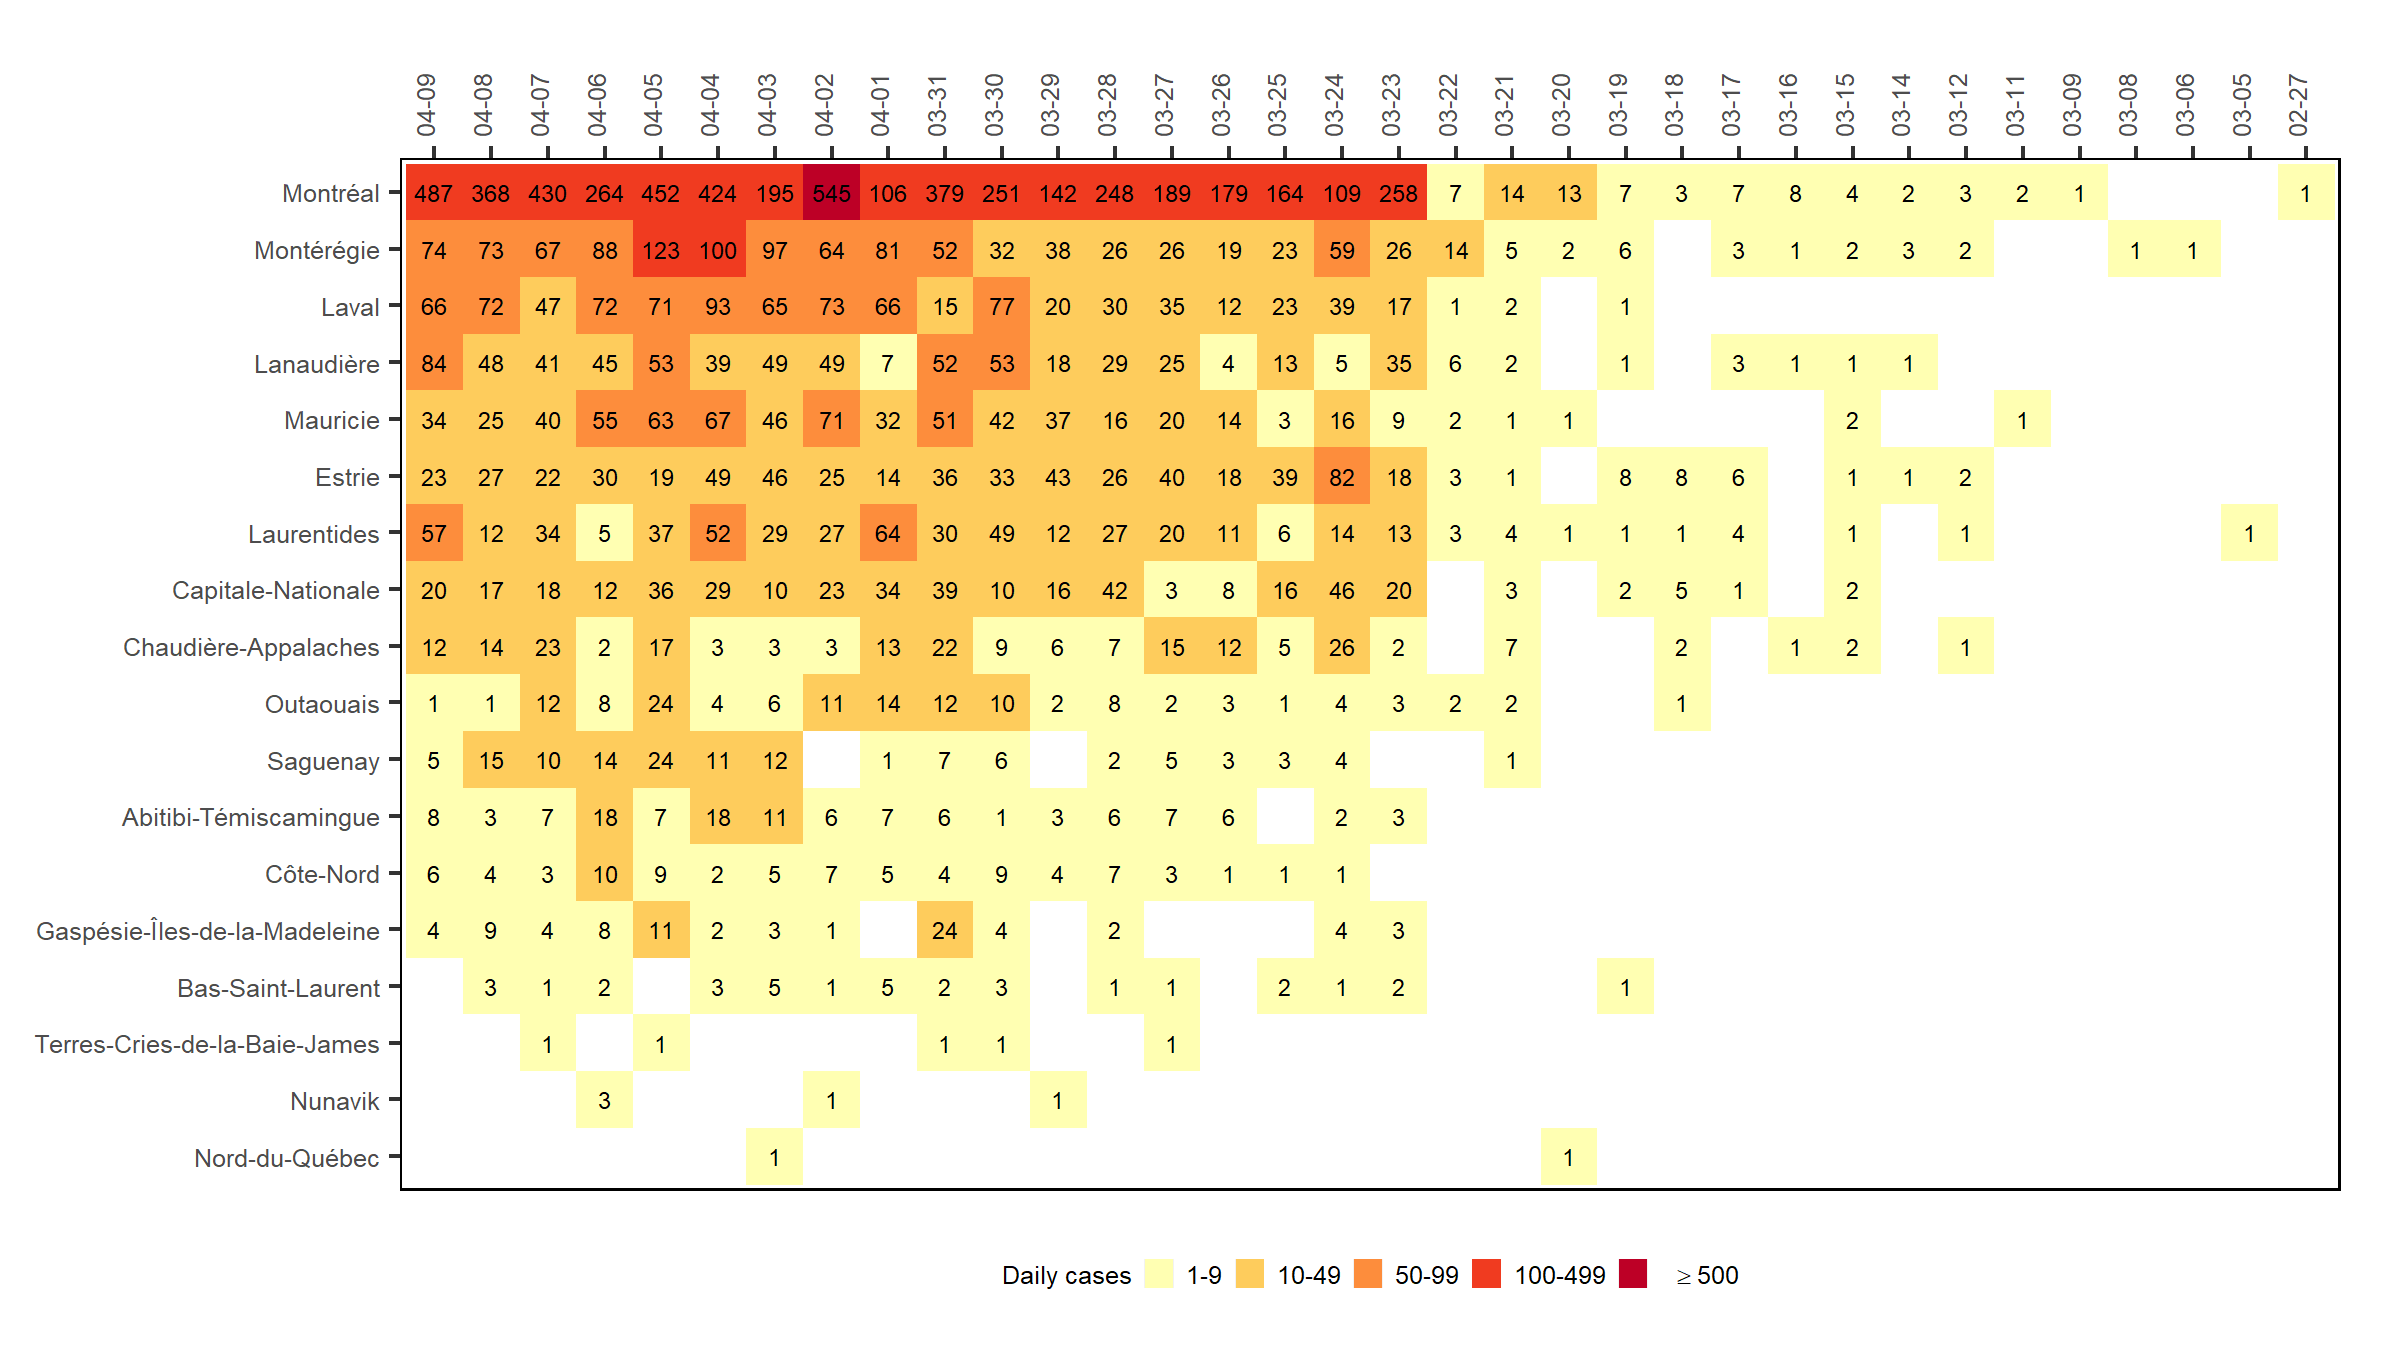 04-09 04-08 04-07 04-06 04-05 04-04 04-03 04-02 04-01 03-31 03-30 03-29 03-28 03-27 03-26 03-25 03-24 03-23 03-22 03-21 03-20 03-19 03-18 03-17 03-16 03-15 03-14 03-12 03-11 03-09 03-08 03-06 03-05 02-27
Montréal 487 368 430 264 452 424 195 545 106 379 251 142 248 189 179 164 109 258 7 14 13 7 3 7 8 4 2 3 2 1 1
Montérégie 74 73 67 88 123 100 97 64 81 52 32 38 26 26 19 23 59 26 14 5 2 6 3 1 2 3 2 1 1
Laval 66 72 47 72 71 93 65 73 66 15 77 20 30 35 12 23 39 17 1 2 1
Lanaudière 84 48 41 45 53 39 49 49 7 52 53 18 29 25 4 13 5 35 6 2 1 3 1 1 1
Mauricie 34 25 40 55 63 67 46 71 32 51 42 37 16 20 14 3 16 9 2 1 1 2 1
Estrie 23 27 22 30 19 49 46 25 14 36 33 43 26 40 18 39 82 18 3 1 8 8 6 1 1 2
Laurentides 57 12 34 5 37 52 29 27 64 30 49 12 27 20 11 6 14 13 3 4 1 1 1 4 1 1 1
Capitale-Nationale 20 17 18 12 36 29 10 23 34 39 10 16 42 3 8 16 46 20 3 2 5 1 2
Chaudière-Appalaches 12 14 23 2 17 3 3 3 13 22 9 6 7 15 12 5 26 2 7 2 1 2 1
Outaouais 1 1 12 8 24 4 6 11 14 12 10 2 8 2 3 1 4 3 2 2 1
Saguenay 5 15 10 14 24 11 12 1 7 6 2 5 3 3 4 1
Abitibi-Témiscamingue 8 3 7 18 7 18 11 6 7 6 1 3 6 7 6 2 3
Côte-Nord 6 4 3 10 9 2 5 7 5 4 9 4 7 3 1 1 1
Gaspésie-Îles-de-la-Madeleine 4 9 4 8 11 2 3 1 24 4 2 4 3
Bas-Saint-Laurent 3 1 2 3 5 1 5 2 3 1 1 2 1 2 1
Terres-Cries-de-la-Baie-James 1 1 1 1 1
Nunavik 3 1 1
Nord-du-Québec 1 1
Daily cases 1-9 10-49 50-99 100-499 ≥ 500